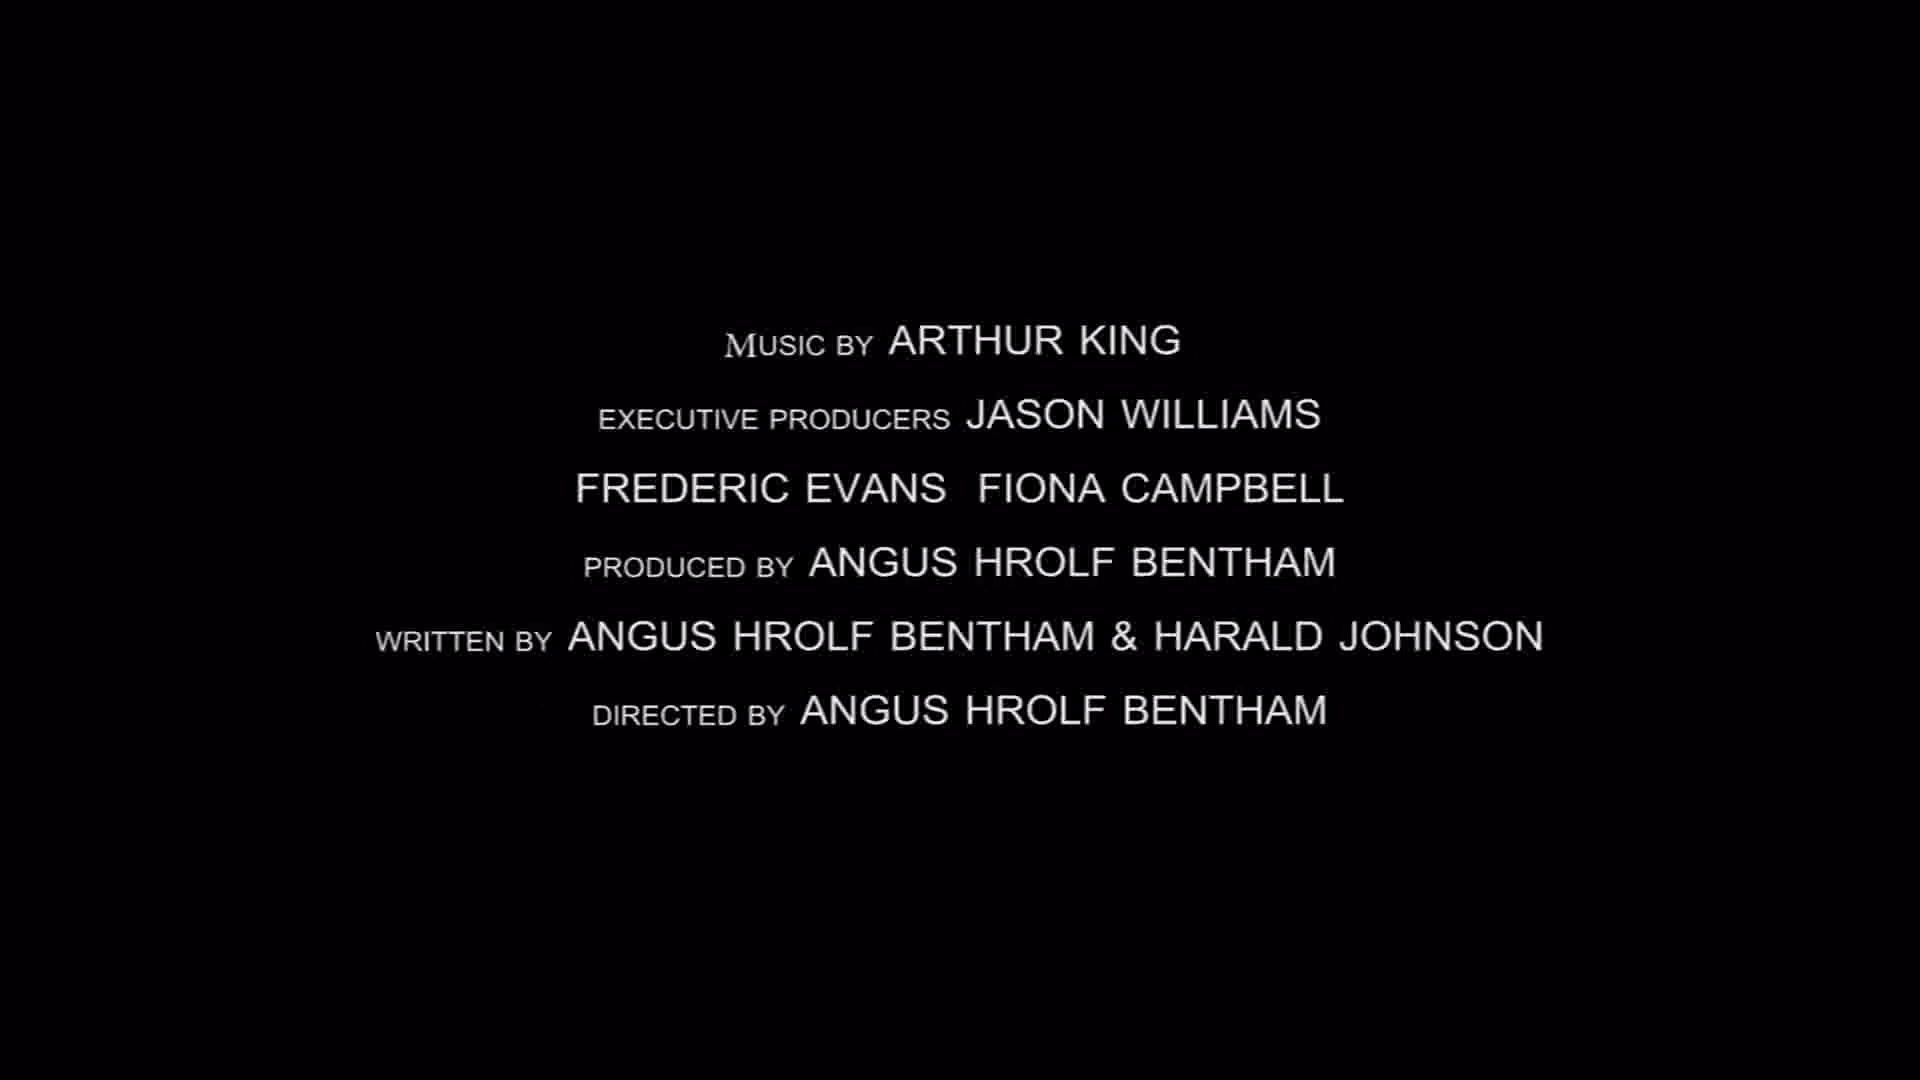 MUSIC BY ARTHUR KING
EXECUTIVE PRODUCERS JASON WILLIAMS
FREDERIC EVANS FIONA CAMPBELL
PRODUCED BY ANGUS HROLF BENTHAM
WRITTEN BY ANGUS HROLF BENTHAM & HARALD JOHNSON
DIRECTED BY ANGUS HROLF BENTHAM